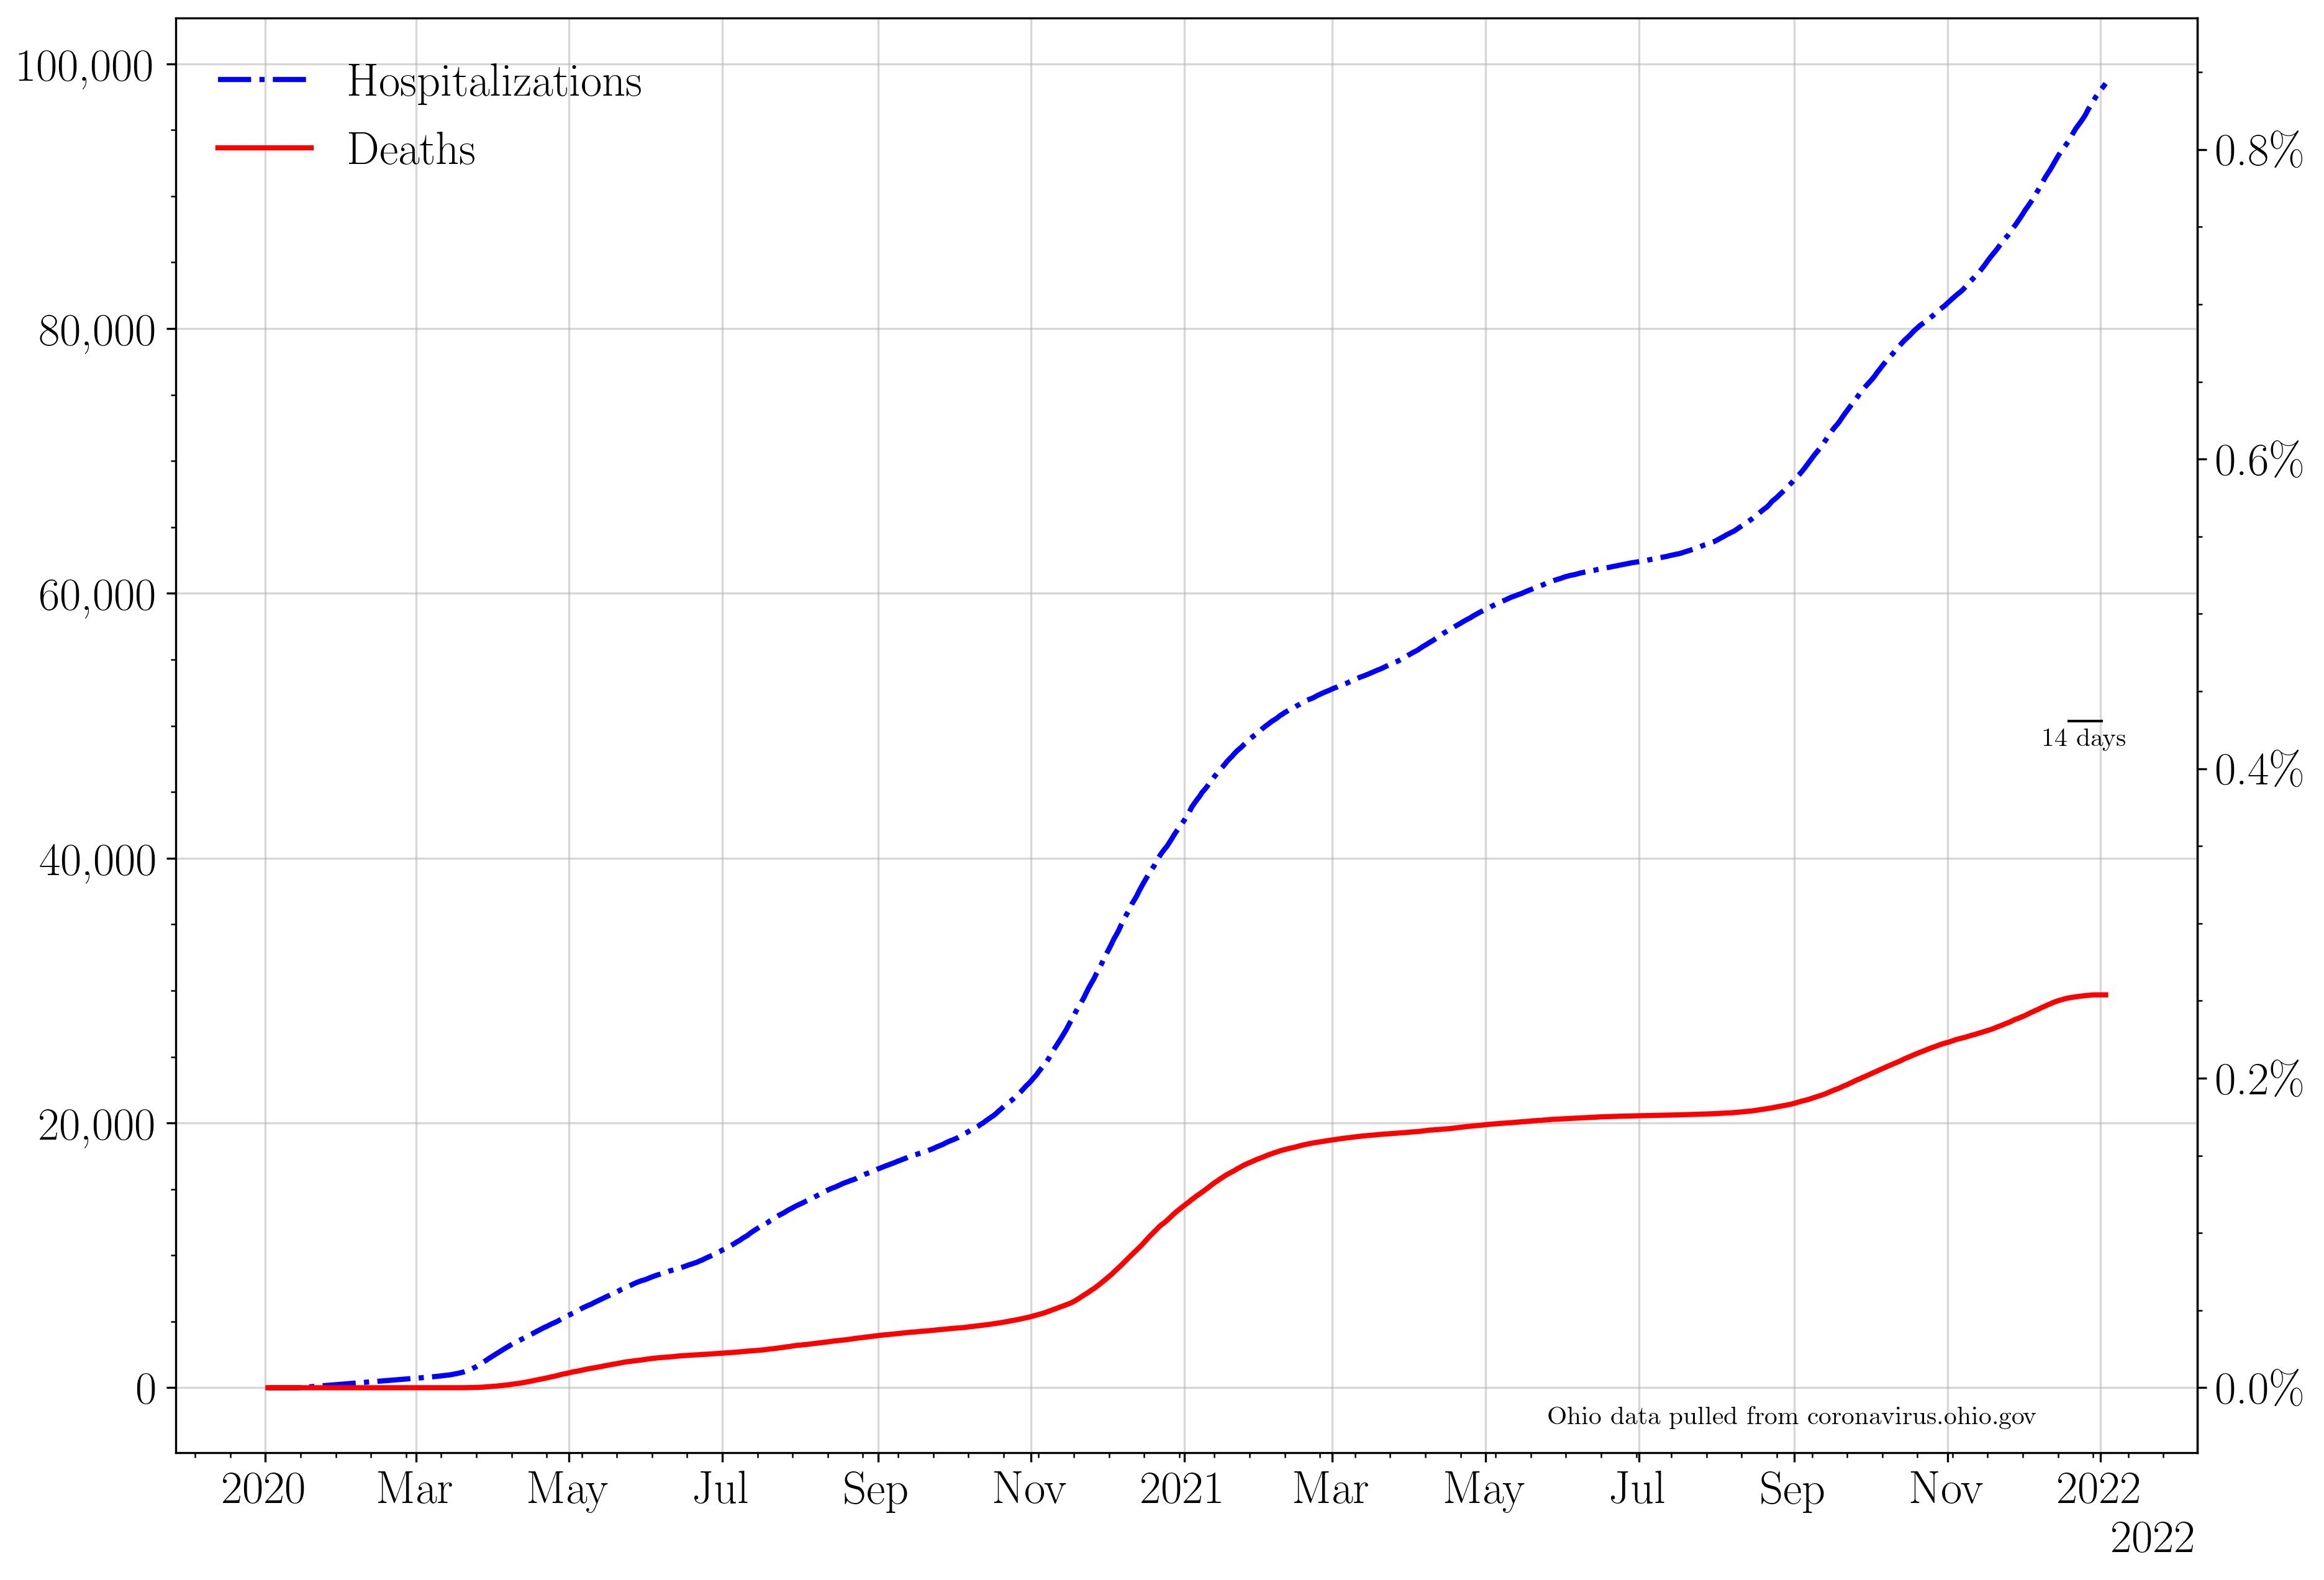 100,000
80,000
60,000
40,000
20,000
0
Hospitalizations
Deaths
0.8%
0.6%
0.4%
0.2%
0.0%
14 days
Ohio data pulled from coronavirus.ohio.gov
2020 Mar May Jul Sep Nov 2021 Mar May Jul Sep Nov 2022
2022